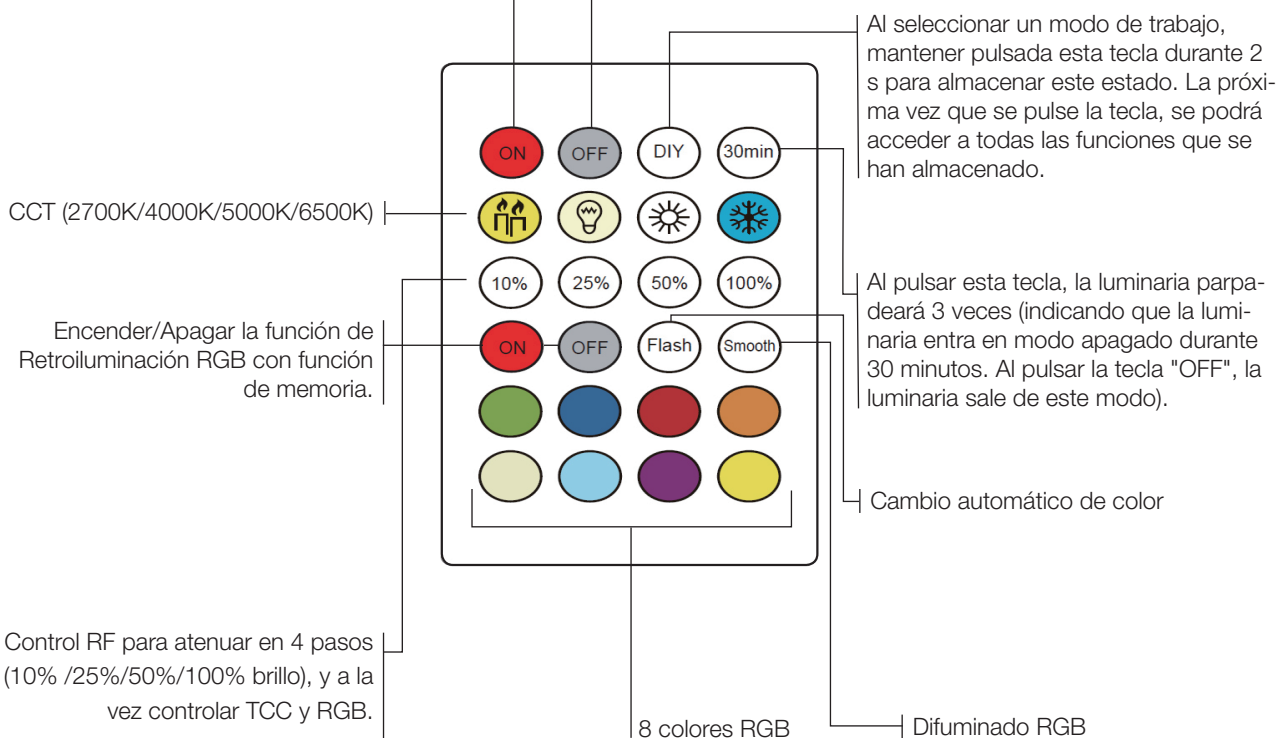 Al seleccionar un modo de trabajo,
mantener pulsada esta tecla durante 2
s para almacenar este estado. La próxi-
ma vez que se pulse la tecla, se podrá
acceder a todas las funciones que se
han almacenado.
ON OFF DIY 30min
CCT (2700K/4000K/5000K/6500K)
10% 25% 50% 100%
Al pulsar esta tecla, la luminaria parpa-
deará 3 veces (indicando que la lumi-
naria entra en modo apagado durante
30 minutos. Al pulsar la tecla "OFF", la
luminaria sale de este modo).
Encender/Apagar la función de
Retroiluminación RGB con función
de memoria.
ON OFF Flash Smooth
Cambio automático de color
Control RF para atenuar en 4 pasos
(10% /25%/50%/100% brillo), y a la
vez controlar TCC y RGB.
8 colores RGB
Difuminado RGB